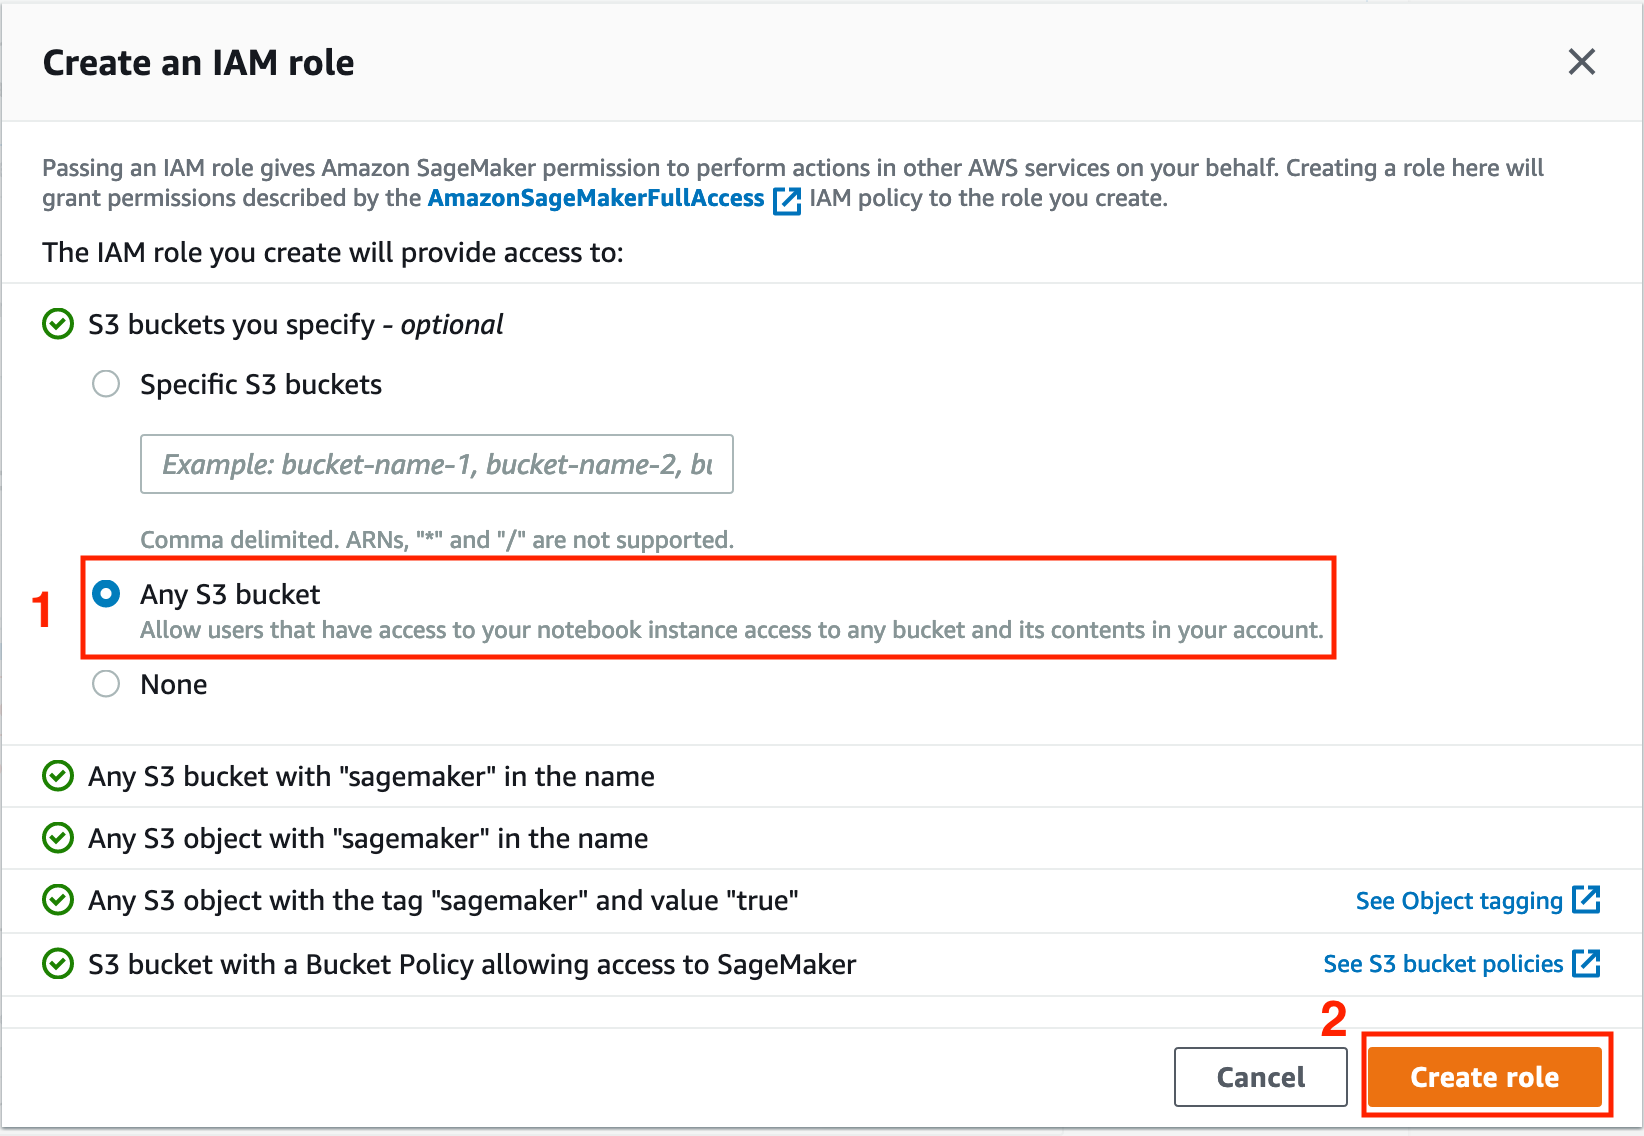 Create an IAM role
Passing an IAM role gives Amazon SageMaker permission to perform actions in other AWS services on your behalf. Creating a role here will
grant permissions described by the AmazonSageMakerFullAccess IAM policy to the role you create.
The IAM role you create will provide access to:
S3 buckets you specify - optional
Specific S3 buckets
Example: bucket-name-1, bucket-name-2, bu
Comma delimited. ARNs, "*" and "/" are not supported.
1
Any S3 bucket
Allow users that have access to your notebook instance access to any bucket and its contents in your account.
None
Any S3 bucket with "sagemaker" in the name
Any S3 object with "sagemaker" in the name
Any S3 object with the tag "sagemaker" and value "true" See Object tagging
S3 bucket with a Bucket Policy allowing access to SageMaker See S3 bucket policies
2
Cancel Create role